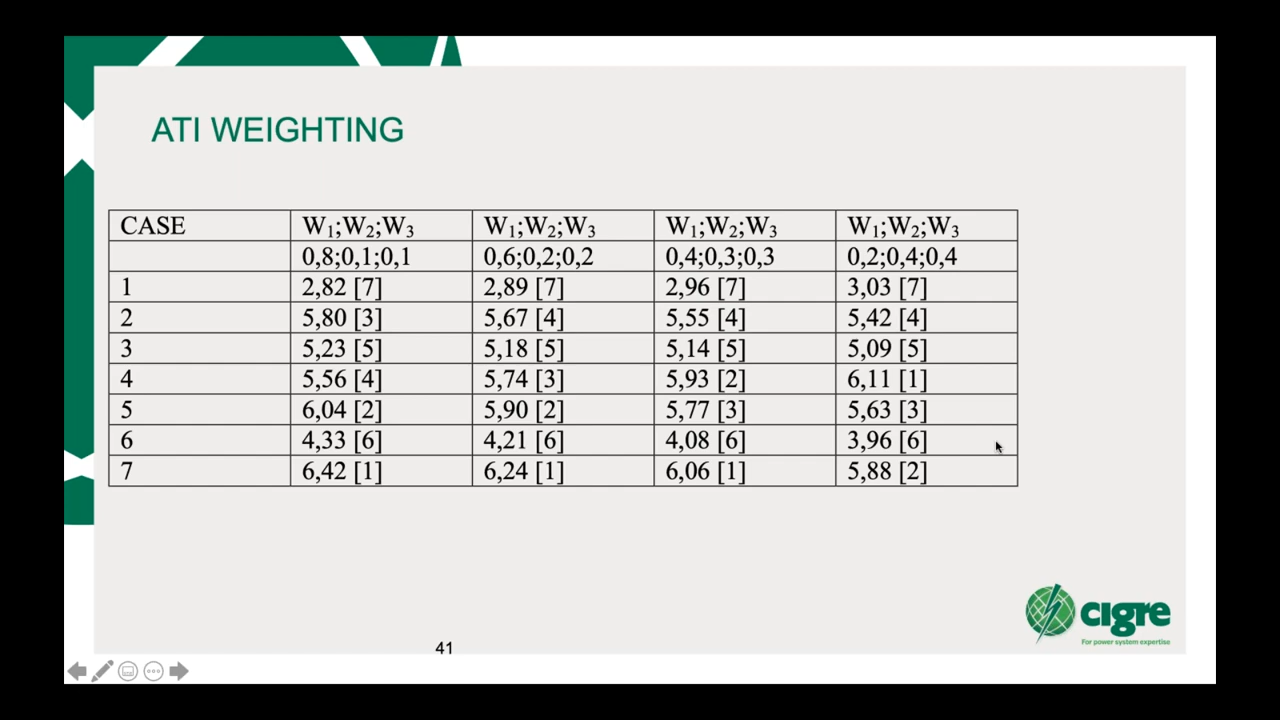 ATI WEIGHTING
CASE W₁;W₂;W₃ W₁;W₂;W₃ W₁;W₂;W₃ W₁;W₂;W₃
0,8;0,1;0,1 0,6;0,2;0,2 0,4;0,3;0,3 0,2;0,4;0,4
1 2,82 [7] 2,89 [7] 2,96 [7] 3,03 [7]
2 5,80 [3] 5,67 [4] 5,55 [4] 5,42 [4]
3 5,23 [5] 5,18 [5] 5,14 [5] 5,09 [5]
4 5,56 [4] 5,74 [3] 5,93 [2] 6,11 [1]
5 6,04 [2] 5,90 [2] 5,77 [3] 5,63 [3]
6 4,33 [6] 4,21 [6] 4,08 [6] 3,96 [6]
7 6,42 [1] 6,24 [1] 6,06 [1] 5,88 [2]
cigre
For power system expertise
41